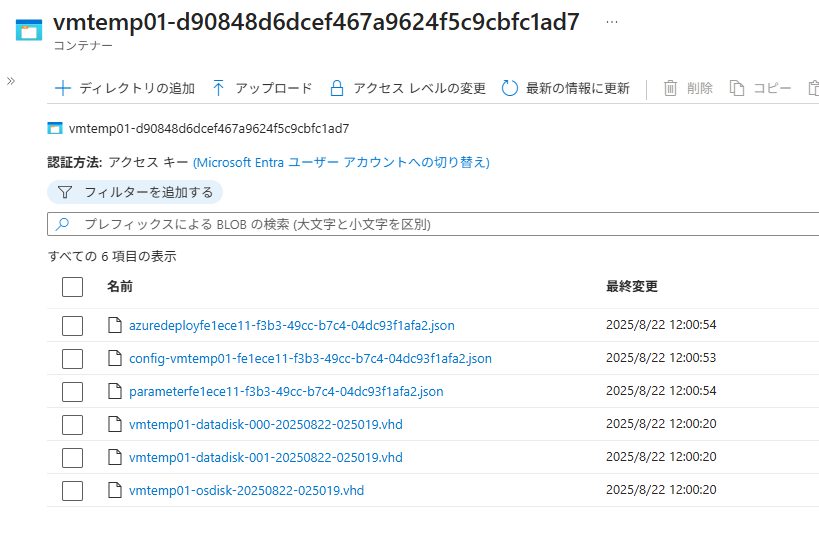 vmtemp01-d90848d6dcef467a9624f5c9cbfc1ad7 …
コンテナー
» ＋ ディレクトリの追加 アップロード アクセス レベルの変更 最新の情報に更新 削除 コピー
vmtemp01-d90848d6dcef467a9624f5c9cbfc1ad7
認証方法: アクセス キー (Microsoft Entra ユーザー アカウントへの切り替え)
フィルターを追加する
プレフィックスによる BLOB の検索 (大文字と小文字を区別)
すべての 6 項目の表示
名前 最終変更
azuredeployfe1ece11-f3b3-49cc-b7c4-04dc93f1afa2.json 2025/8/22 12:00:54
config-vmtemp01-fe1ece11-f3b3-49cc-b7c4-04dc93f1afa2.json 2025/8/22 12:00:53
parameterfe1ece11-f3b3-49cc-b7c4-04dc93f1afa2.json 2025/8/22 12:00:54
vmtemp01-datadisk-000-20250822-025019.vhd 2025/8/22 12:00:20
vmtemp01-datadisk-001-20250822-025019.vhd 2025/8/22 12:00:20
vmtemp01-osdisk-20250822-025019.vhd 2025/8/22 12:00:20